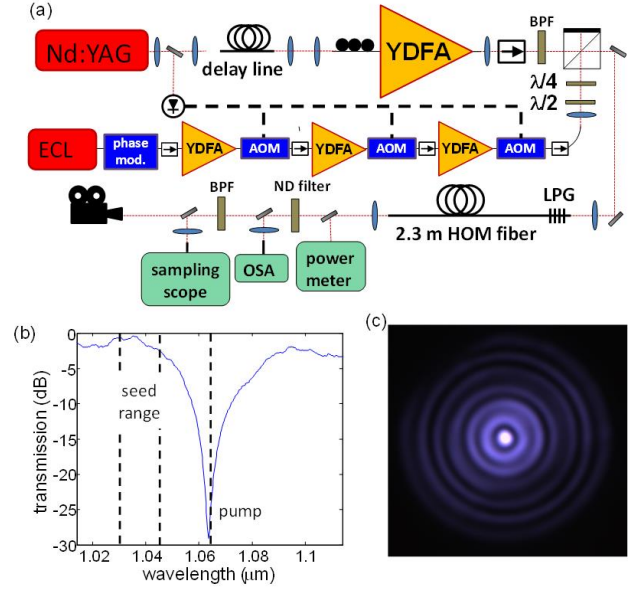 (a)
Nd:YAG
delay line
YDFA
BPF
λ/4
λ/2
ECL
phase
mod.
YDFA
AOM
YDFA
AOM
YDFA
AOM
BPF
ND filter
LPG
2.3 m HOM fiber
sampling
scope
OSA
power
meter
(b)
(c)
transmission (dB)
0
-5
-10
-15
-20
-25
-30
seed
range
pump
1.02
1.04
1.06
1.08
1.1
wavelength (μm)